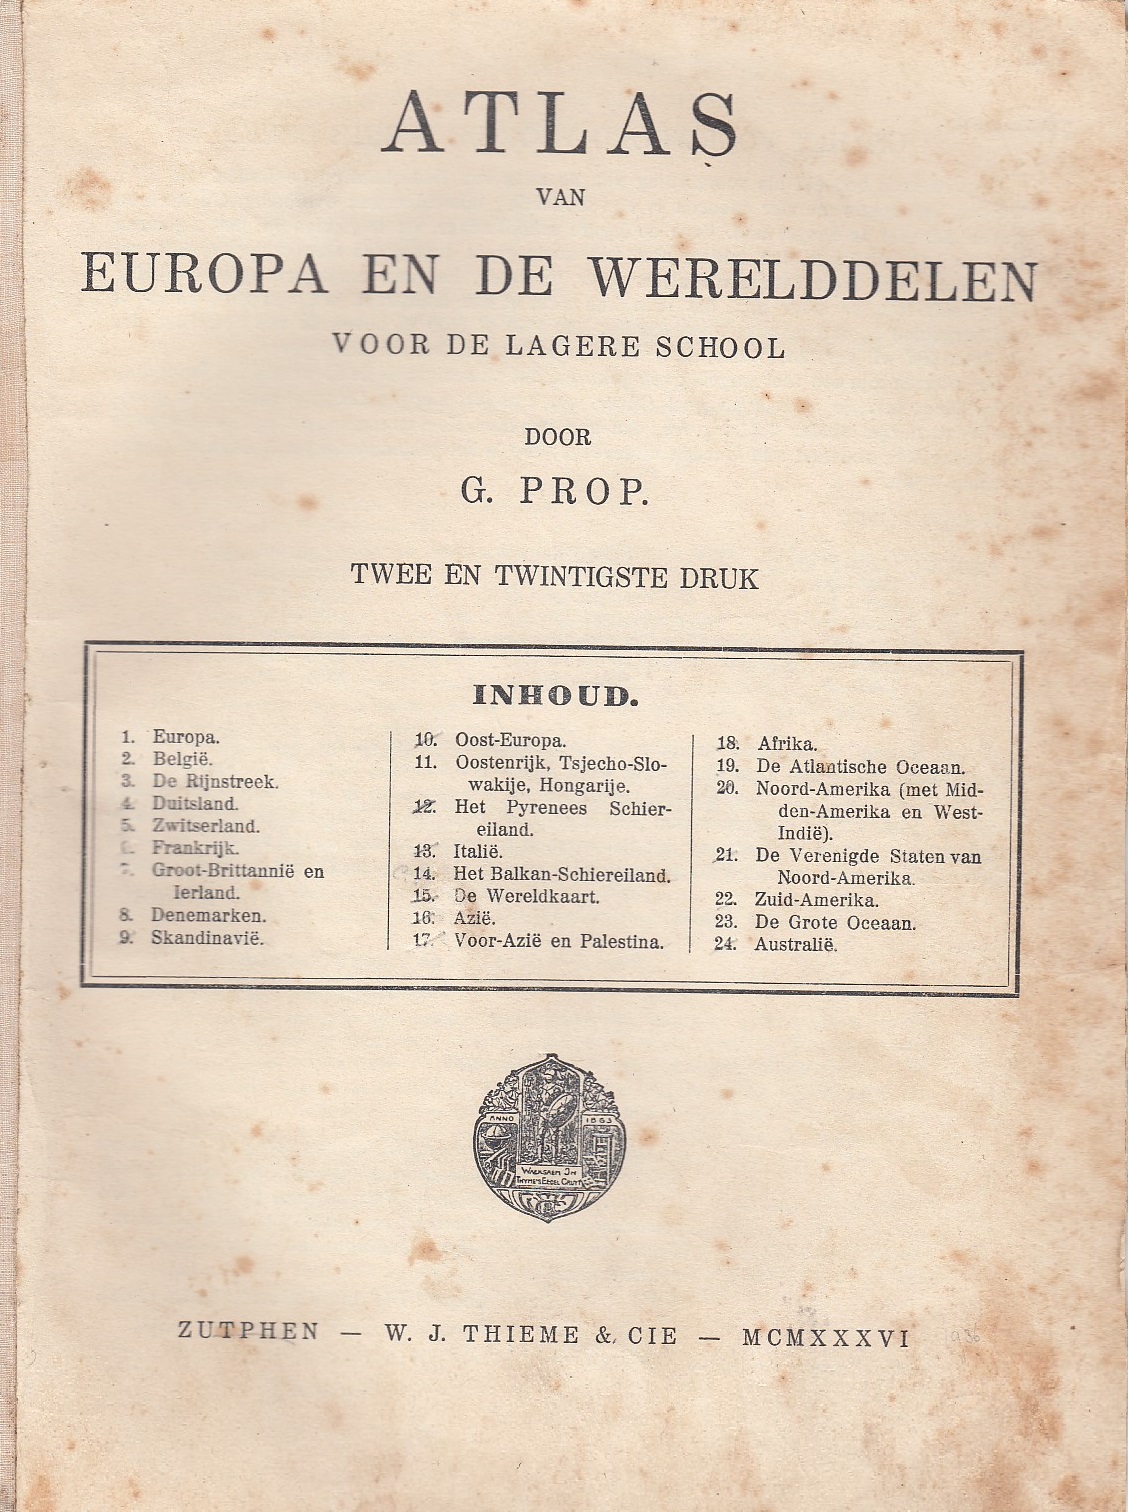 ATLAS
VAN
EUROPA EN DE WERELDDELEN
VOOR DE LAGERE SCHOOL
DOOR
G. PROP.
TWEE EN TWINTIGSTE DRUK
INHOUD.
1. Europa.
2. België.
3. De Rijnstreek.
4. Duitsland.
5. Zwitserland.
6. Frankrijk.
7. Groot-Brittannië en
Ierland.
8. Denemarken.
9. Skandinavië.
10. Oost-Europa.
11. Oostenrijk, Tsjecho-Slo-
wakije, Hongarije.
12. Het Pyrenees Schier-
eiland.
13. Italië.
14. Het Balkan-Schiereiland.
15. De Wereldkaart.
16. Azië.
17. Voor-Azië en Palestina.
18. Afrika.
19. De Atlantische Oceaan.
20. Noord-Amerika (met Mid-
den-Amerika en West-
Indië).
21. De Verenigde Staten van
Noord-Amerika.
22. Zuid-Amerika.
23. De Grote Oceaan.
24. Australië.
ANNO 1863
ZUTPHEN — W. J. THIEME & CIE — MCMXXXVI
1936